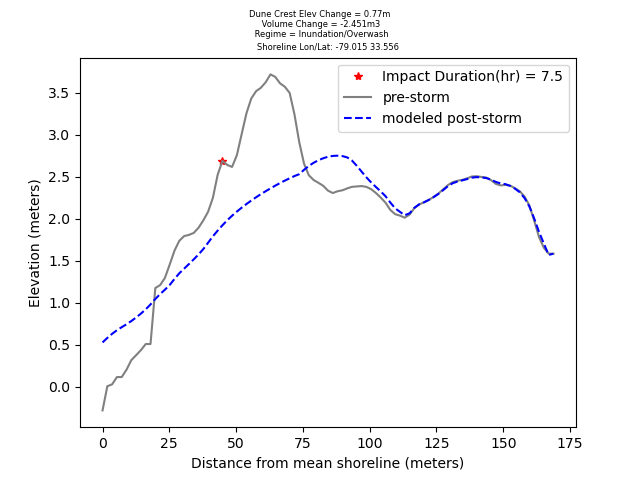 Dune Crest Elev Change = 0.77m
Volume Change = -2.451m3
Regime = Inundation/Overwash
Shoreline Lon/Lat: -79.015 33.556
Impact Duration(hr) = 7.5
pre-storm
modeled post-storm
Elevation (meters)
3.5
3.0
2.5
2.0
1.5
1.0
0.5
0.0
0 25 50 75 100 125 150 175
Distance from mean shoreline (meters)